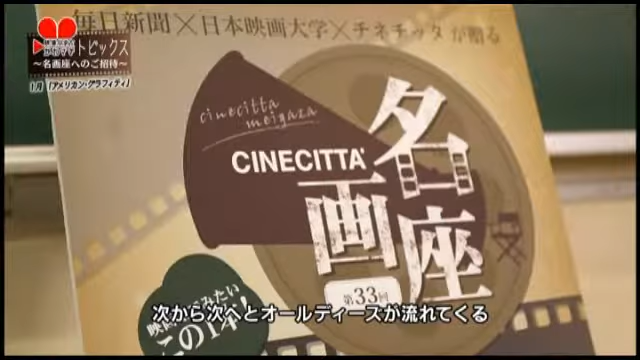 トピックス
～名画座へのご招待～
1月「アメリカン・グラフィティ」
毎日新聞×日本映画大学×チネチッタが贈る
cinecitta
meigaza
CINECITTA'
名画座
第33回
この1本!
次から次へとオールディーズが流れてくる